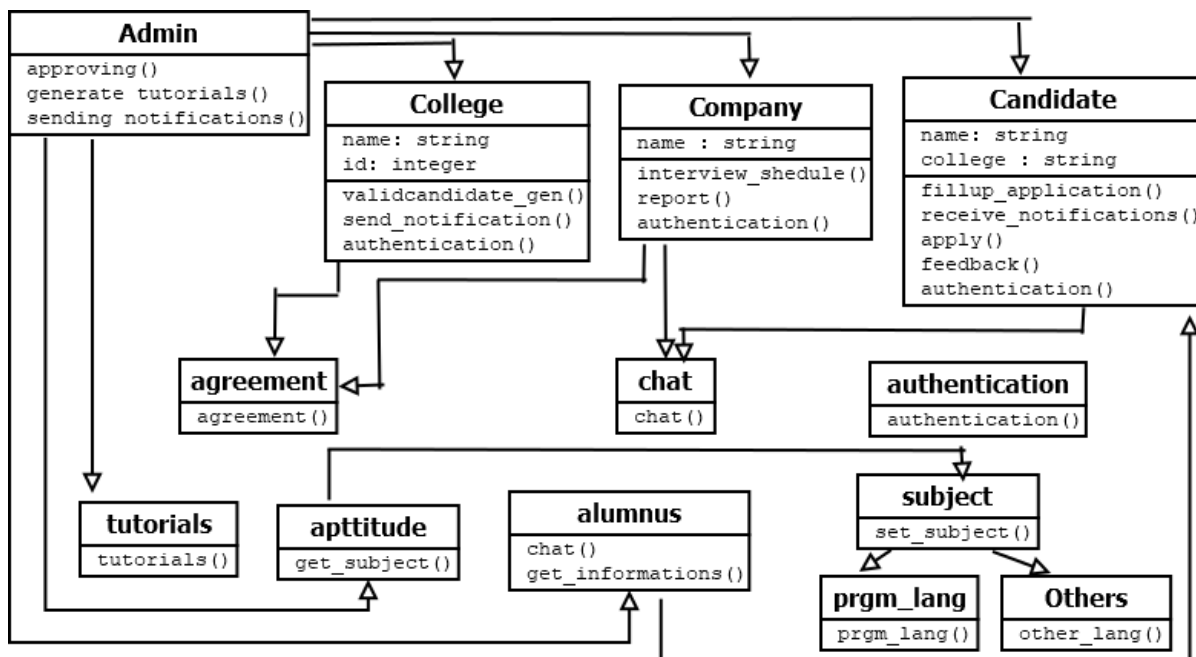 Admin
approving()
generate tutorials()
sending notifications()
College
name: string
id: integer
validcandidate_gen()
send_notification()
authentication()
Company
name : string
interview_shedule()
report()
authentication()
Candidate
name: string
college : string
fillup_application()
receive_notifications()
apply()
feedback()
authentication()
agreement
agreement()
chat
chat()
authentication
authentication()
tutorials
tutorials()
apttitude
get_subject()
alumnus
chat()
get_informations()
subject
set_subject()
prgm_lang
prgm_lang()
Others
other_lang()